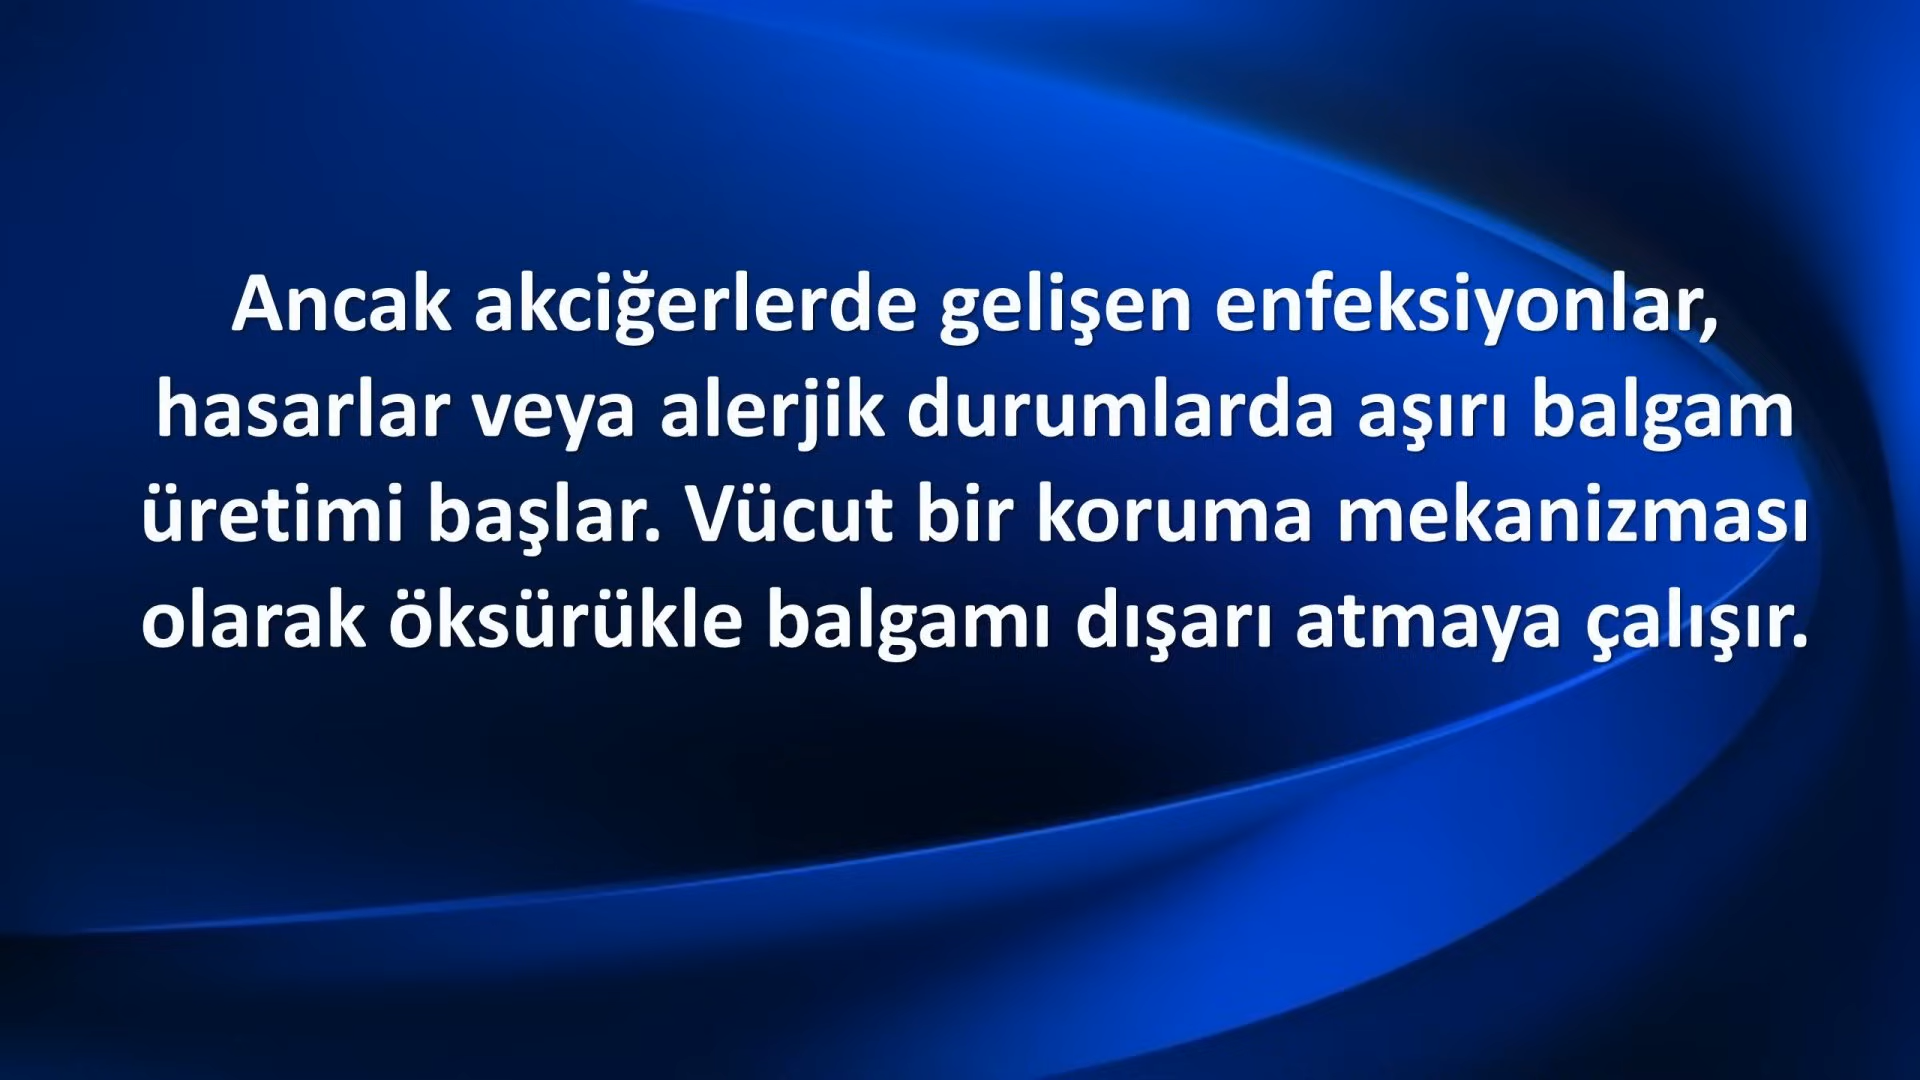 Ancak akciğerlerde gelişen enfeksiyonlar,
hasarlar veya alerjik durumlarda aşırı balgam
üretimi başlar. Vücut bir koruma mekanizması
olarak öksürükle balgamı dışarı atmaya çalışır.